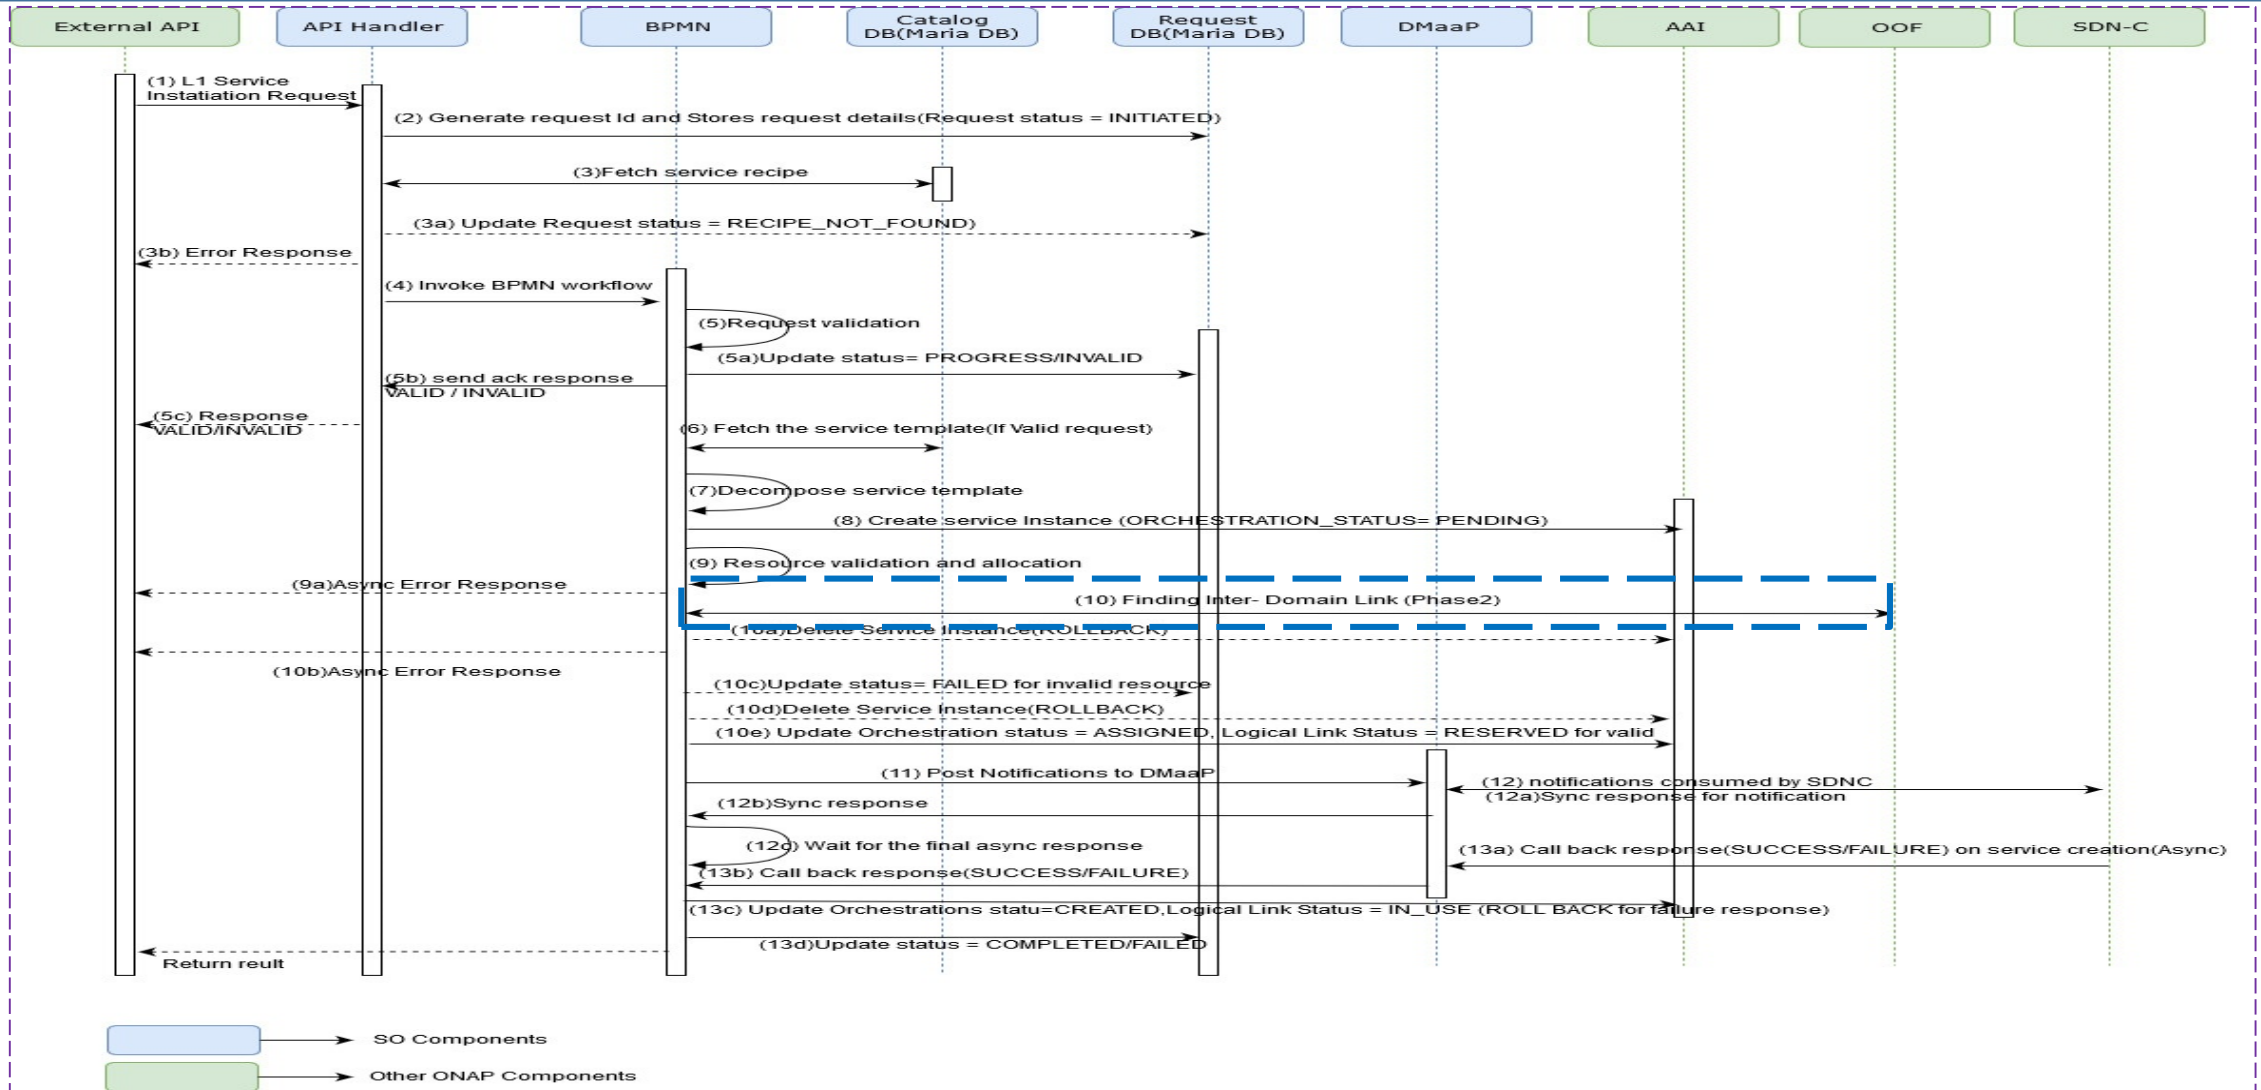 External API
API Handler
BPMN
Catalog
DB(Maria DB)
Request
DB(Maria DB)
DMaaP
AAI
OOF
SDN-C
(1) L1 Service
Instatiation Request
(2) Generate request Id and Stores request details(Request status = INITIATED)
(3)Fetch service recipe
(3a) Update Request status = RECIPE_NOT_FOUND)
(3b) Error Response
(4) Invoke BPMN workflow
(5)Request validation
(5a)Update status= PROGRESS/INVALID
(5b) send ack response
VALID / INVALID
(5c) Response
VALID/INVALID
(6) Fetch the service template(If Valid request)
(7)Decompose service template
(8) Create service Instance (ORCHESTRATION_STATUS= PENDING)
(9) Resource validation and allocation
(9a)Async Error Response
(10) Finding Inter- Domain Link (Phase2)
(10a)Delete Service Instance(ROLLBACK)
(10b)Async Error Response
(10c)Update status= FAILED for invalid resource
(10d)Delete Service Instance(ROLLBACK)
(10e) Update Orchestration status = ASSIGNED, Logical Link Status = RESERVED for valid
(11) Post Notifications to DMaaP
(12) notifications consumed by SDNC
(12a)Sync response for notification
(12b)Sync response
(12c) Wait for the final async response
(13a) Call back response(SUCCESS/FAILURE) on service creation(Async)
(13b) Call back response(SUCCESS/FAILURE)
(13c) Update Orchestrations statu=CREATED,Logical Link Status = IN_USE (ROLL BACK for failure response)
(13d)Update status = COMPLETED/FAILED
Return reult
SO Components
Other ONAP Components